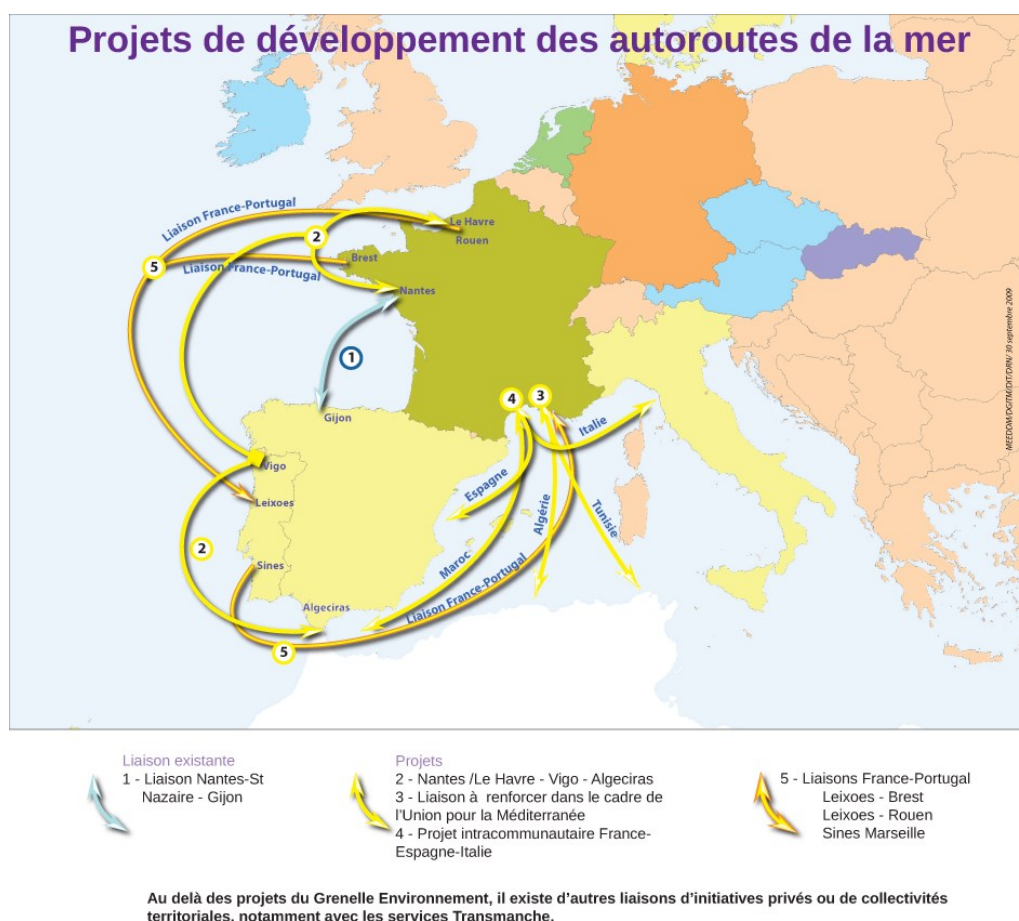 Projets de développement des autoroutes de la mer
Liaison France-Portugal
Le Havre
Rouen
2
Brest
5
Liaison France-Portugal
Nantes
MEEDDM/DGITM/DIT/DRN/ 30 septembre 2009
1
4
3
Gijon
Italie
Vigo
Espagne
Leixoes
Algérie
Tunisie
2
Maroc
Sines
Liaison France-Portugal
Algeciras
5
Liaison existante
1 - Liaison Nantes-St
Nazaire - Gijon
Projets
2 - Nantes /Le Havre - Vigo - Algeciras
3 - Liaison à renforcer dans le cadre de
l'Union pour la Méditerranée
4 - Projet intracommunautaire France-
Espagne-Italie
5 - Liaisons France-Portugal
Leixoes - Brest
Leixoes - Rouen
Sines Marseille
Au delà des projets du Grenelle Environnement, il existe d'autres liaisons d'initiatives privés ou de collectivités
territoriales, notamment avec les services Transmanche.